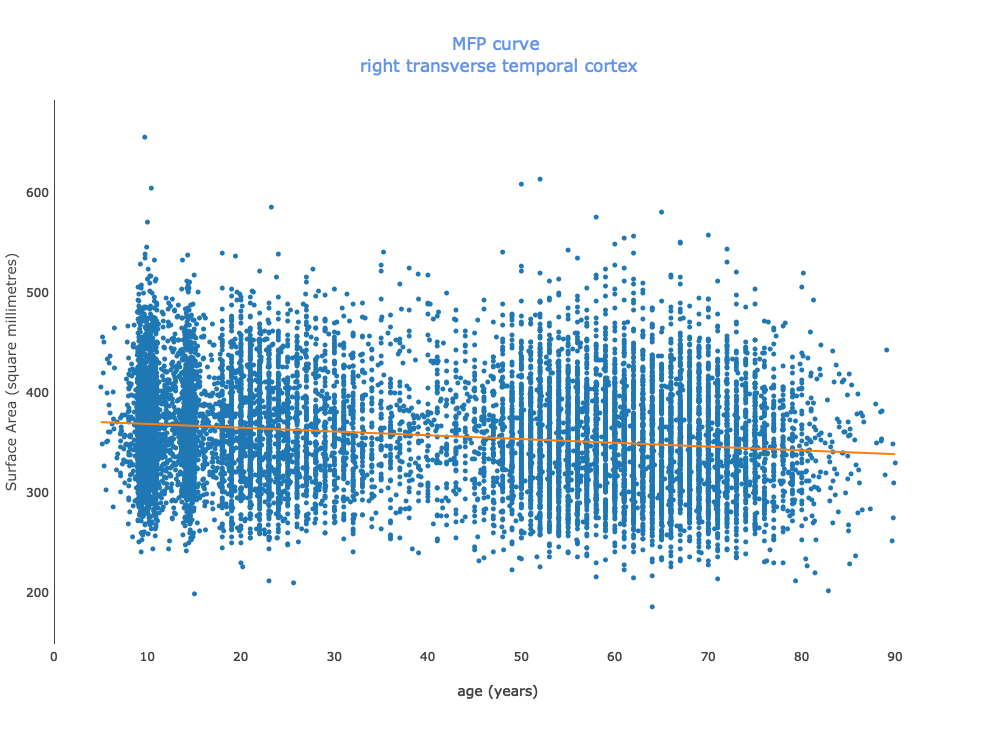 MFP curve
right transverse temporal cortex
Surface Area (square millimetres)
600
500
400
300
200
0 10 20 30 40 50 60 70 80 90
age (years)